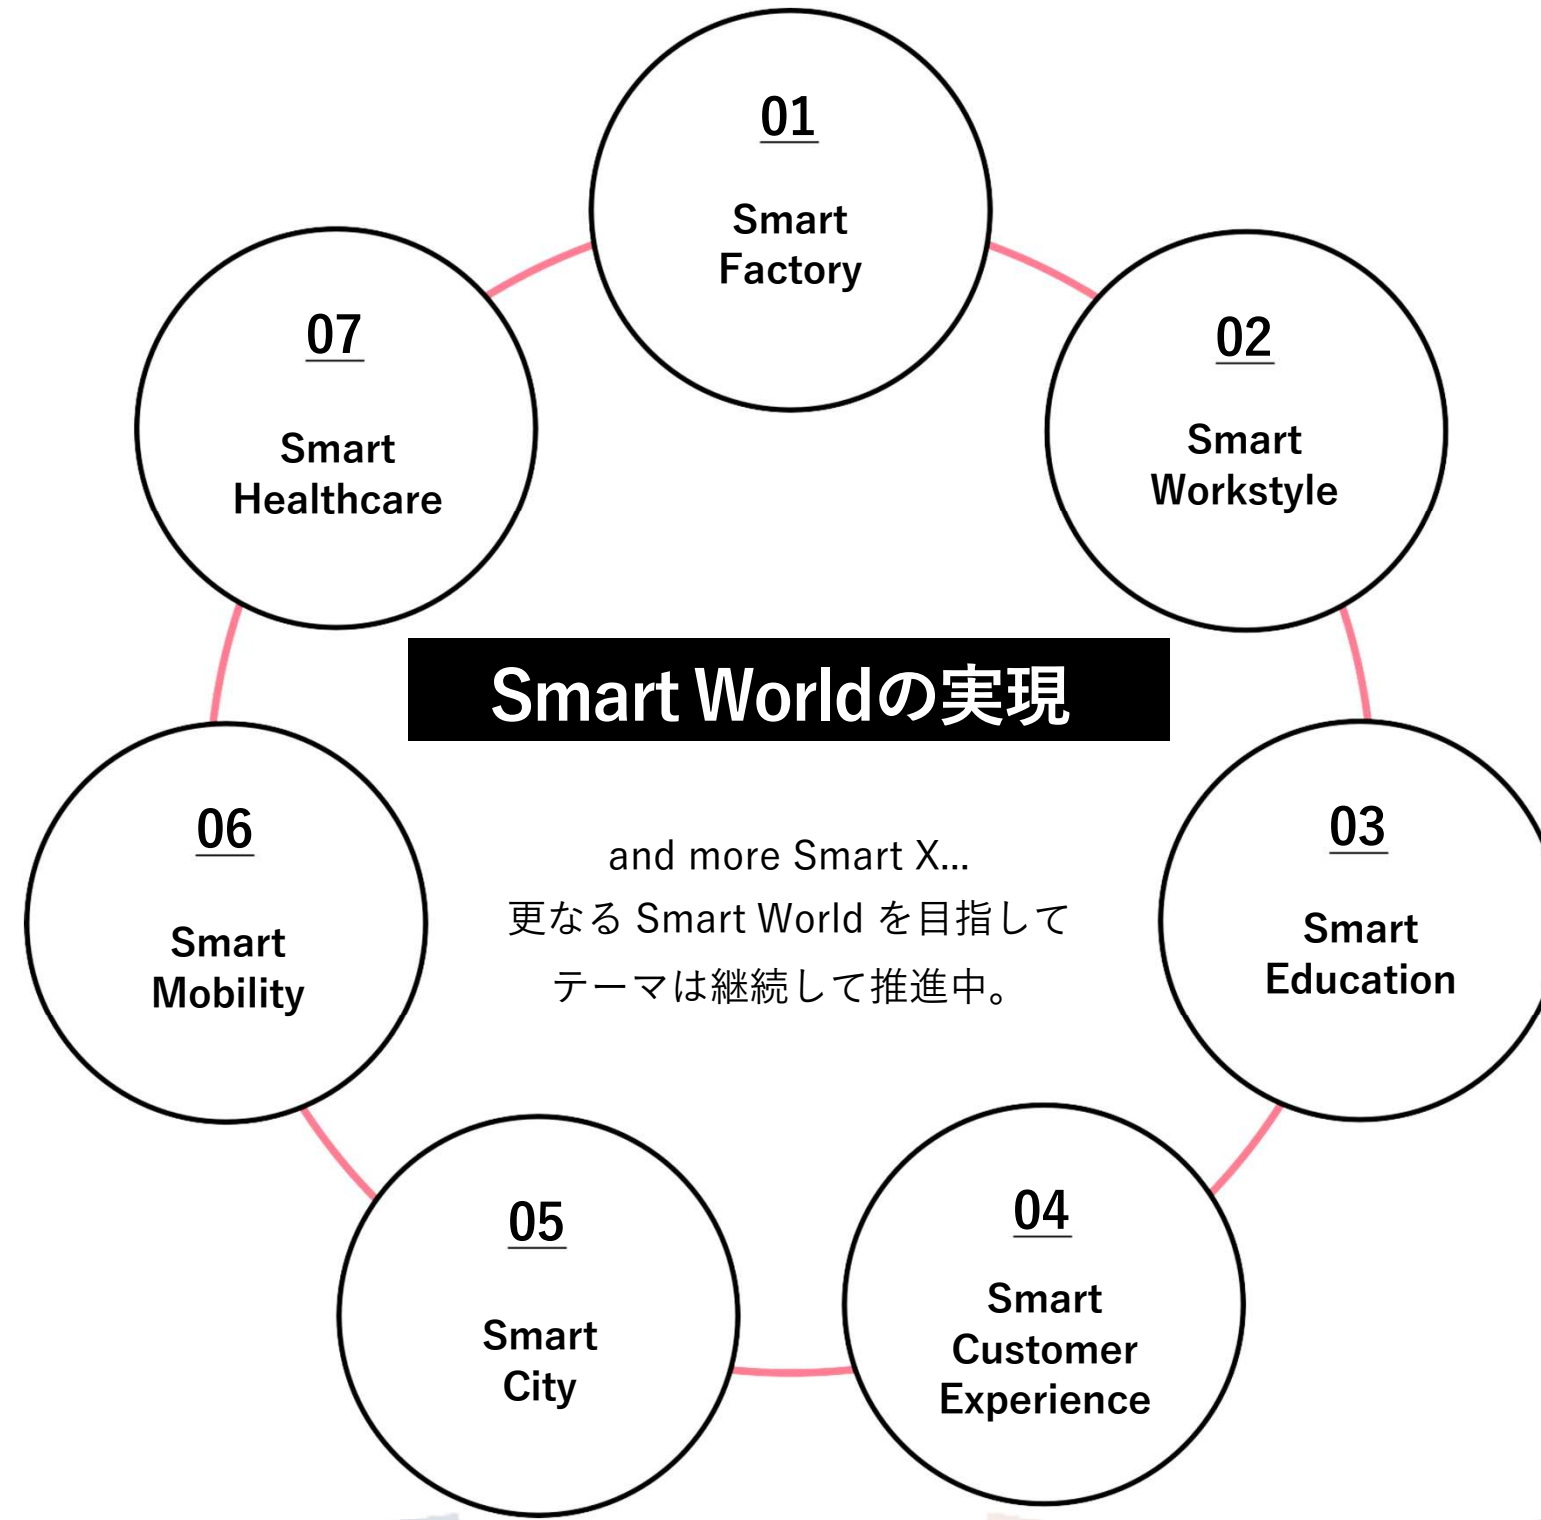 01
Smart
Factory
02
Smart
Workstyle
03
Smart
Education
04
Smart
Customer
Experience
05
Smart
City
06
Smart
Mobility
07
Smart
Healthcare
Smart Worldの実現
and more Smart X...
更なる Smart World を目指して
テーマは継続して推進中。